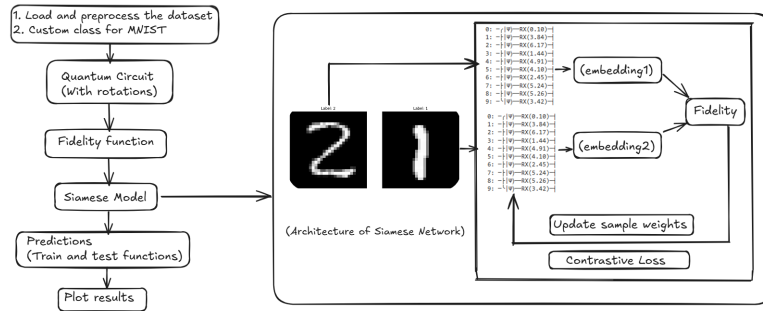 1. Load and preprocess the dataset
2. Custom class for MNIST
Quantum Circuit
(With rotations)
Fidelity function
Siamese Model
Predictions
(Train and test functions)
Plot results
Label: 2
Label: 1
(Architecture of Siamese Network)
0: ─╭|Ψ⟩──RX(0.10)─┤
1: ─├|Ψ⟩──RX(3.84)─┤
2: ─├|Ψ⟩──RX(6.17)─┤
3: ─├|Ψ⟩──RX(1.44)─┤
4: ─├|Ψ⟩──RX(4.91)─┤
5: ─├|Ψ⟩──RX(4.10)─┤
6: ─├|Ψ⟩──RX(2.45)─┤
7: ─├|Ψ⟩──RX(5.24)─┤
8: ─├|Ψ⟩──RX(5.26)─┤
9: ─╰|Ψ⟩──RX(3.42)─┤
(embedding1)
0: ─╭|Ψ⟩──RX(0.10)─┤
1: ─├|Ψ⟩──RX(3.84)─┤
2: ─├|Ψ⟩──RX(6.17)─┤
3: ─├|Ψ⟩──RX(1.44)─┤
4: ─├|Ψ⟩──RX(4.91)─┤
5: ─├|Ψ⟩──RX(4.10)─┤
6: ─├|Ψ⟩──RX(2.45)─┤
7: ─├|Ψ⟩──RX(5.24)─┤
8: ─├|Ψ⟩──RX(5.26)─┤
9: ─╰|Ψ⟩──RX(3.42)─┤
(embedding2)
Fidelity
Update sample weights
Contrastive Loss
2
1